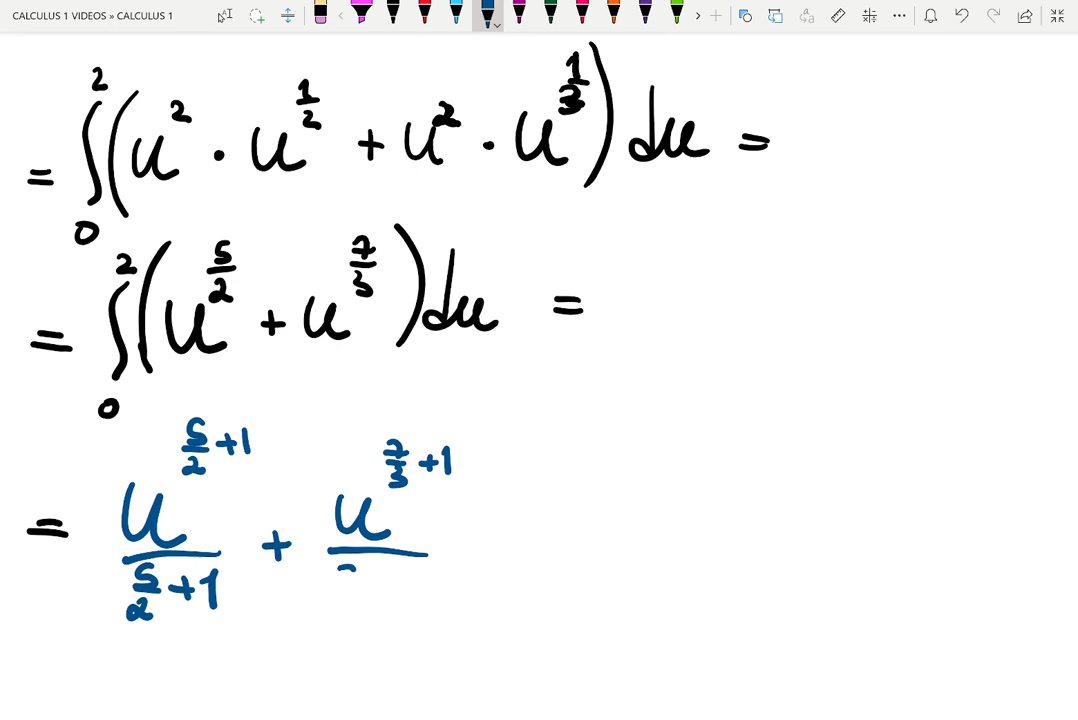 CALCULUS 1 VIDEOS » CALCULUS 1
= ∫₀² (u² · u^{1/2} + u² · u^{1/3}) du =
= ∫₀² (u^{5/2} + u^{7/3}) du =
= u^{5/2 + 1} / (5/2 + 1) + u^{7/3 + 1} /